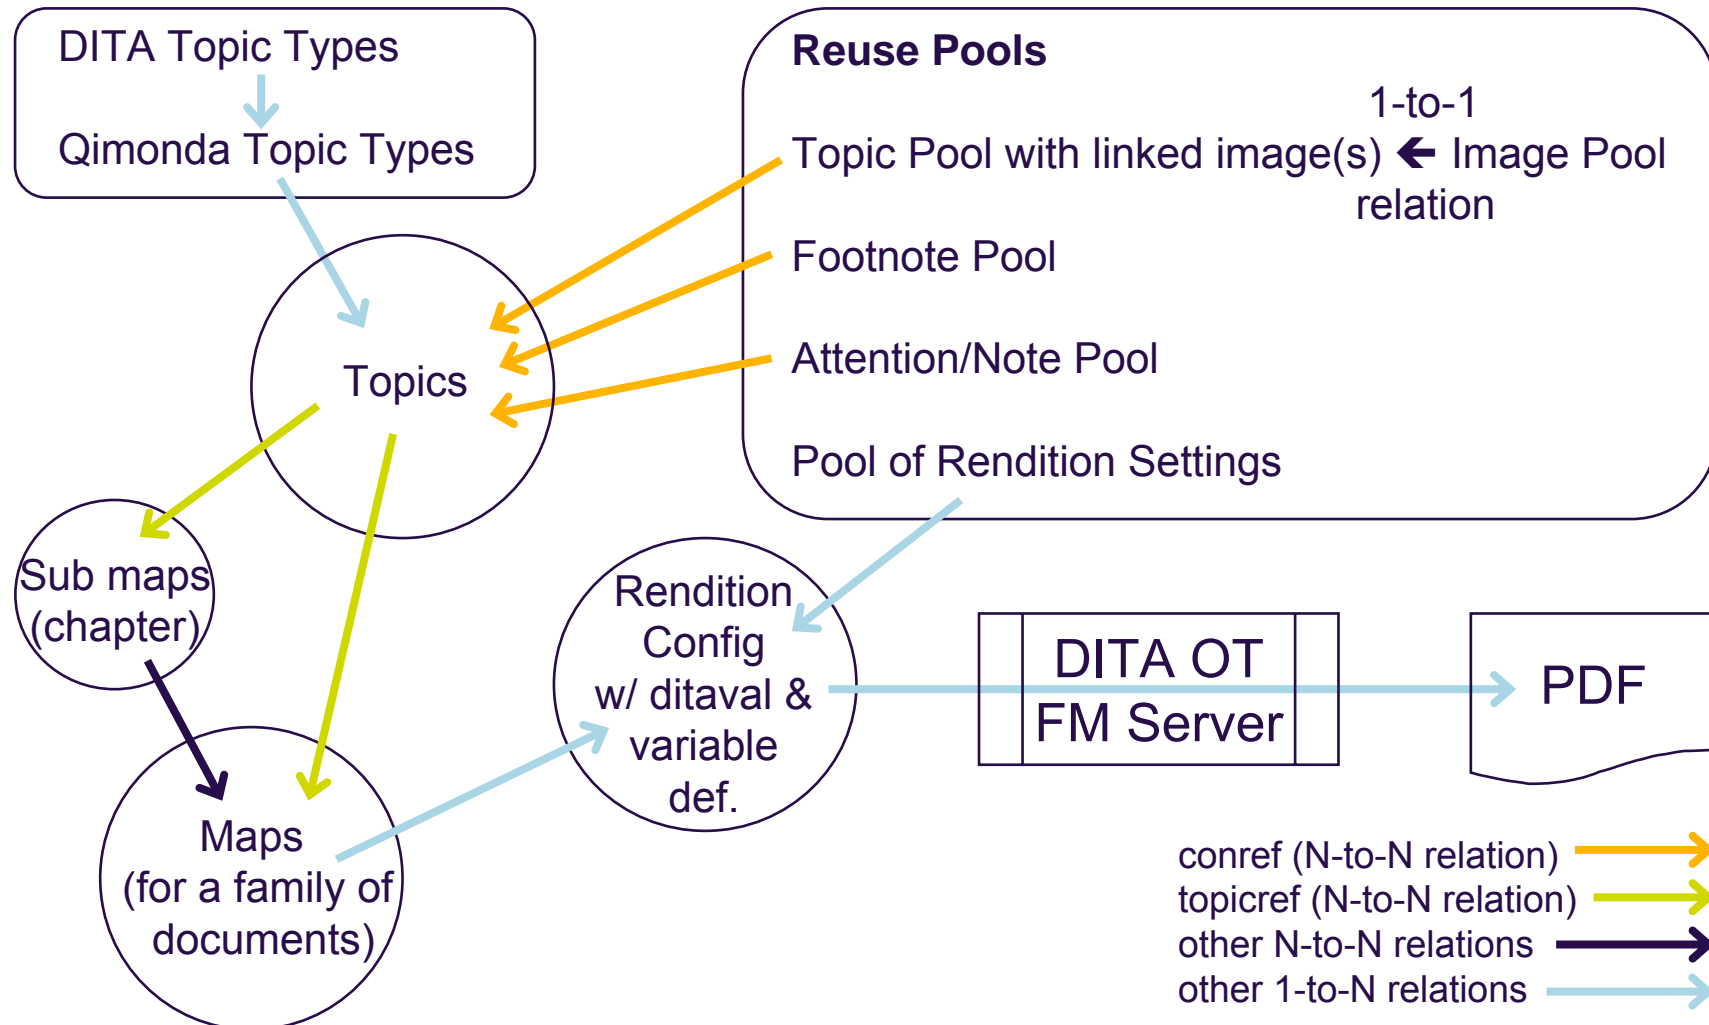 DITA Topic Types
Qimonda Topic Types
Reuse Pools
1-to-1
Topic Pool with linked image(s) 🡸 Image Pool
relation
Footnote Pool
Attention/Note Pool
Pool of Rendition Settings
Topics
Sub maps
(chapter)
Maps
(for a family of
documents)
Rendition
Config
w/ ditaval &
variable
def.
DITA OT
FM Server
PDF
conref (N-to-N relation)
topicref (N-to-N relation)
other N-to-N relations
other 1-to-N relations